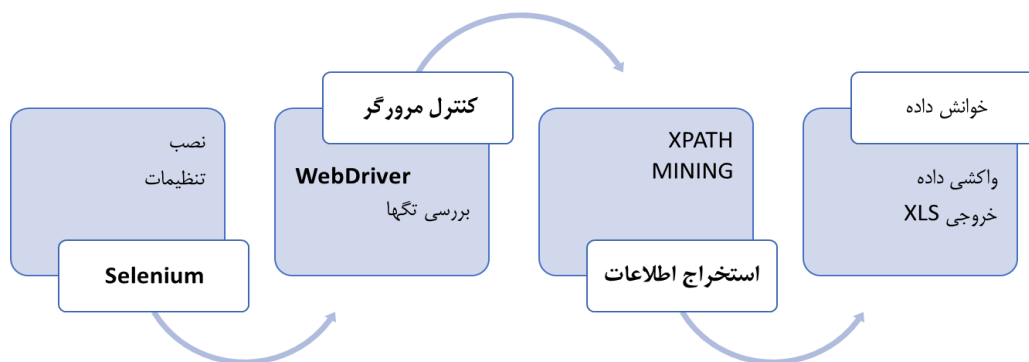 نصب
تنظیمات
Selenium
کنترل مرورگر
WebDriver
بررسی تگها
XPATH
MINING
استخراج اطلاعات
خوانش داده
واکشی داده
خروجی XLS